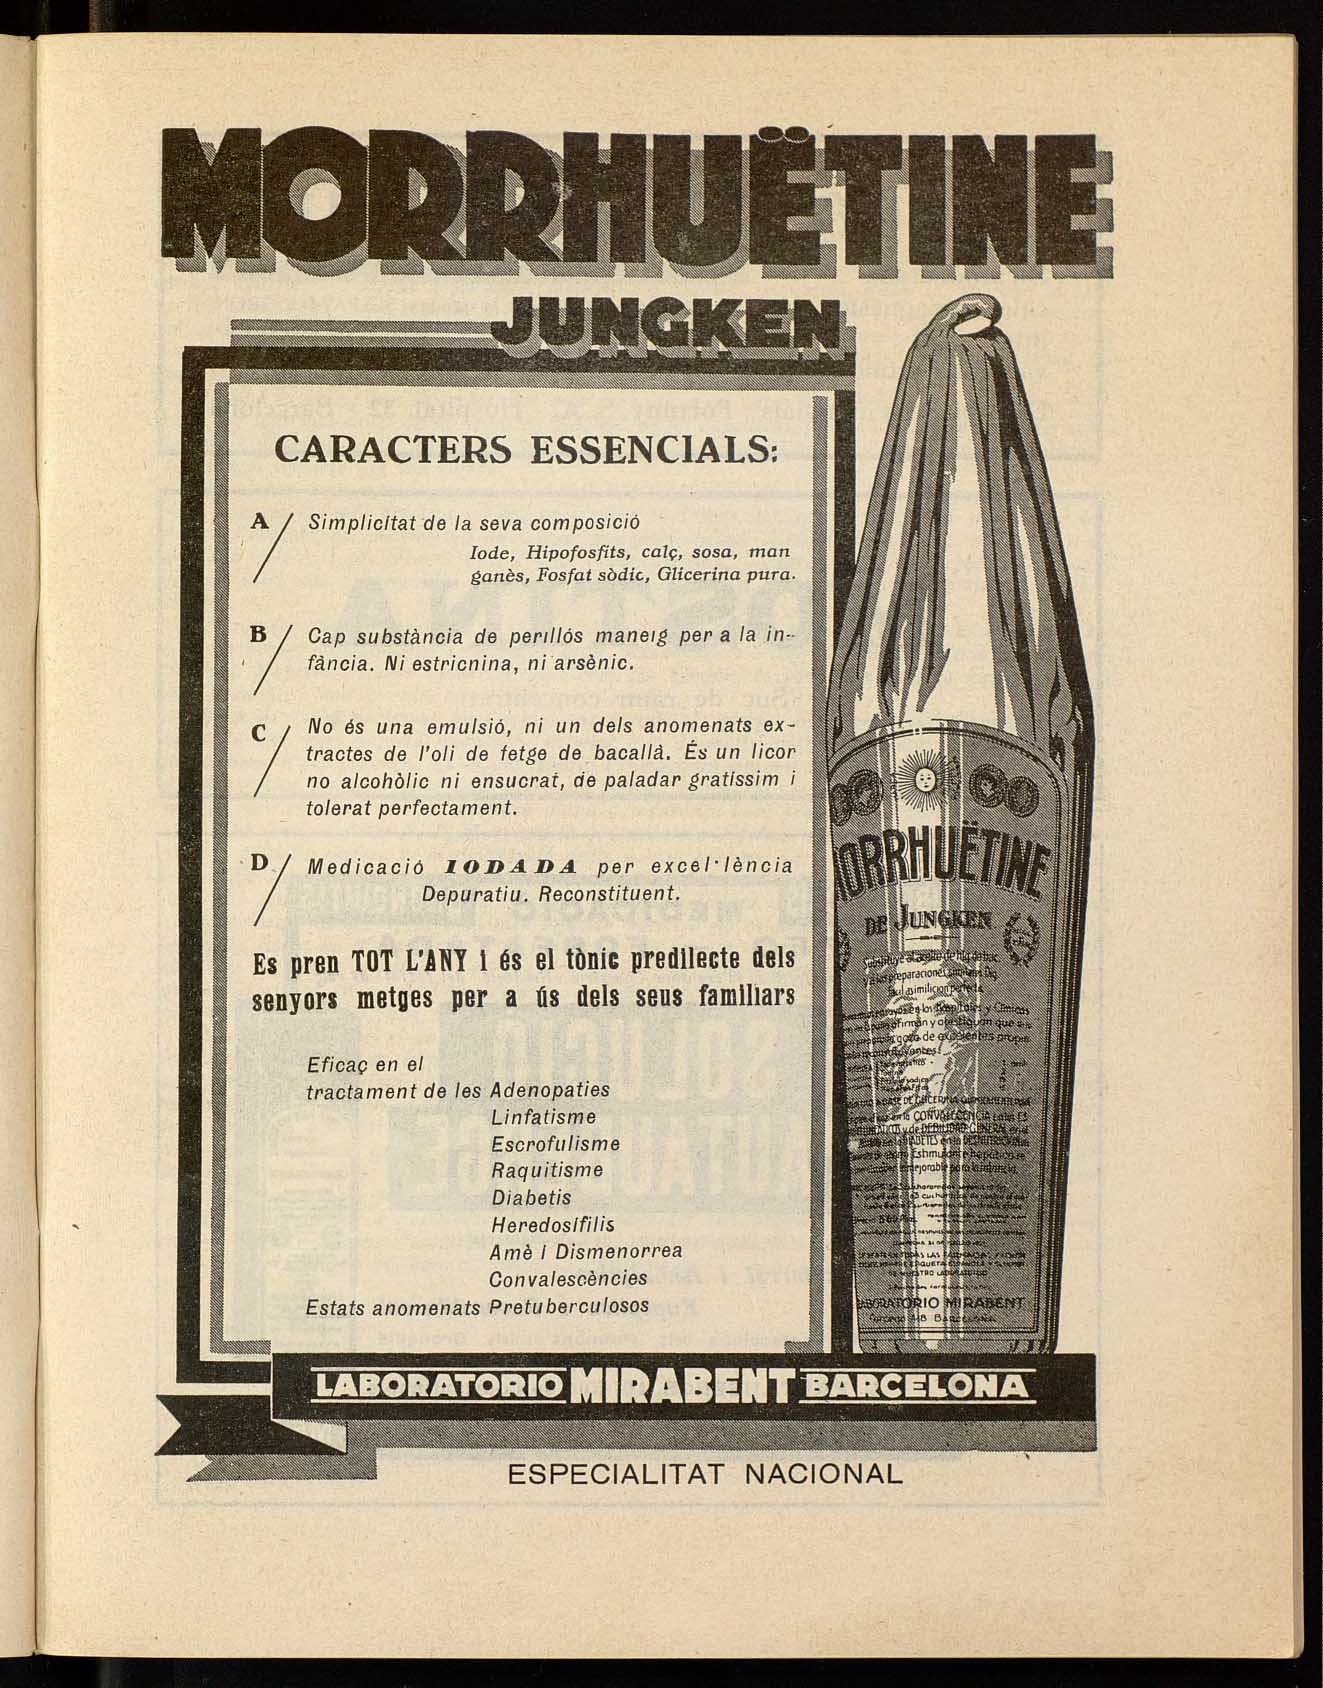 MORRHUËTINE
JUNGKEN
CARACTERS ESSENCIALS:
A / Simplicitat de la seva composició
Iode, Hipofosfits, calç, sosa, man
ganès, Fosfat sòdic, Glicerina pura.
B / Cap substància de perillós maneig per a la in-
fància. Ni estricnina, ni arsènic.
C / No és una emulsió, ni un dels anomenats ex-
tractes de l'oli de fetge de bacallà. És un licor
no alcohòlic ni ensucrat, de paladar gratíssim i
tolerat perfectament.
D / Medicació IODADA per excel·lència
Depuratiu. Reconstituent.
Es pren TOT L'ANY i és el tònic predilecte dels
senyors metges per a ús dels seus familiars
Eficaç en el
tractament de les Adenopaties
Linfatisme
Escrofulisme
Raquitisme
Diabetis
Heredosífilis
Amè i Dismenorrea
Convalescències
Estats anomenats Pretuberculosos
MORRHUËTINE
DE JUNGKEN
LABORATORIO MIRABENT
LABORATORIO MIRABENT BARCELONA
ESPECIALITAT NACIONAL